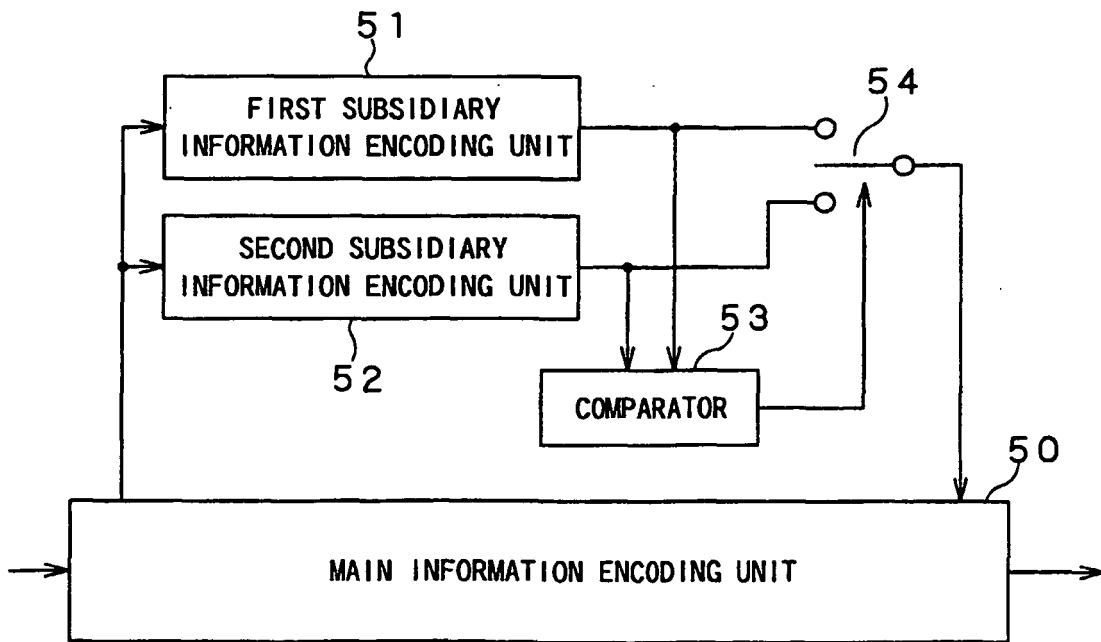 51
FIRST SUBSIDIARY
INFORMATION ENCODING UNIT
54
SECOND SUBSIDIARY
INFORMATION ENCODING UNIT
52
53
COMPARATOR
50
MAIN INFORMATION ENCODING UNIT